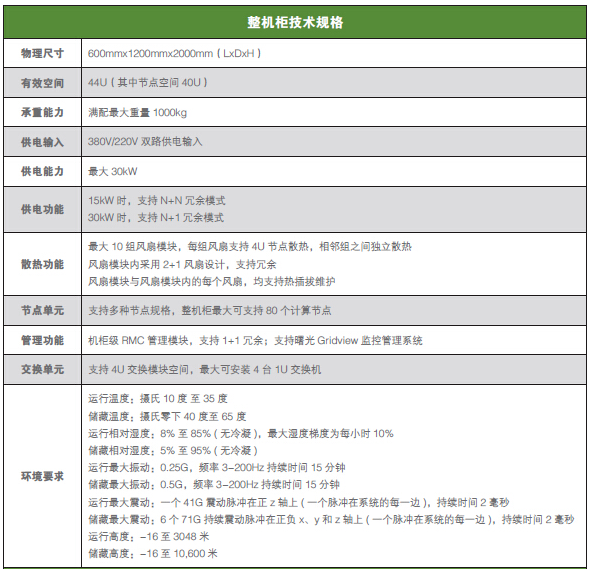 整机柜技术规格
物理尺寸 600mmx1200mmx2000mm（LxDxH）
有效空间 44U（其中节点空间 40U）
承重能力 满配最大重量 1000kg
供电输入 380V/220V 双路供电输入
供电能力 最大 30kW
供电功能
15kW 时，支持 N+N 冗余模式
30kW 时，支持 N+1 冗余模式
散热功能
最大 10 组风扇模块，每组风扇支持 4U 节点散热，相邻组之间独立散热
风扇模块内采用 2+1 风扇设计，支持冗余
风扇模块与风扇模块内的每个风扇，均支持热插拔维护
节点单元 支持多种节点规格，整机柜最大可支持 80 个计算节点
管理功能 机柜级 RMC 管理模块，支持 1+1 冗余；支持曙光 Gridview 监控管理系统
交换单元 支持 4U 交换模块空间，最大可安装 4 台 1U 交换机
环境要求
运行温度；摄氏 10 度 至 35 度
储藏温度；摄氏零下 40 度至 65 度
运行相对湿度；8% 至 85% ( 无冷凝 )，最大湿度梯度为每小时 10%
储藏相对湿度；5% 至 95% ( 无冷凝 )
运行最大振动；0.25G，频率 3-200Hz 持续时间 15 分钟
储藏最大振动；0.5G，频率 3-200Hz 持续时间 15 分钟
运行最大震动；一个 41G 震动脉冲在正 z 轴上 ( 一个脉冲在系统的每一边 )，持续时间 2 毫秒
储藏最大震动；6 个 71G 持续震动脉冲在正负 x、y 和 z 轴上 ( 一个脉冲在系统的每一边 )，持续时间 2 毫秒
运行高度；-16 至 3048 米
储藏高度；-16 至 10,600 米